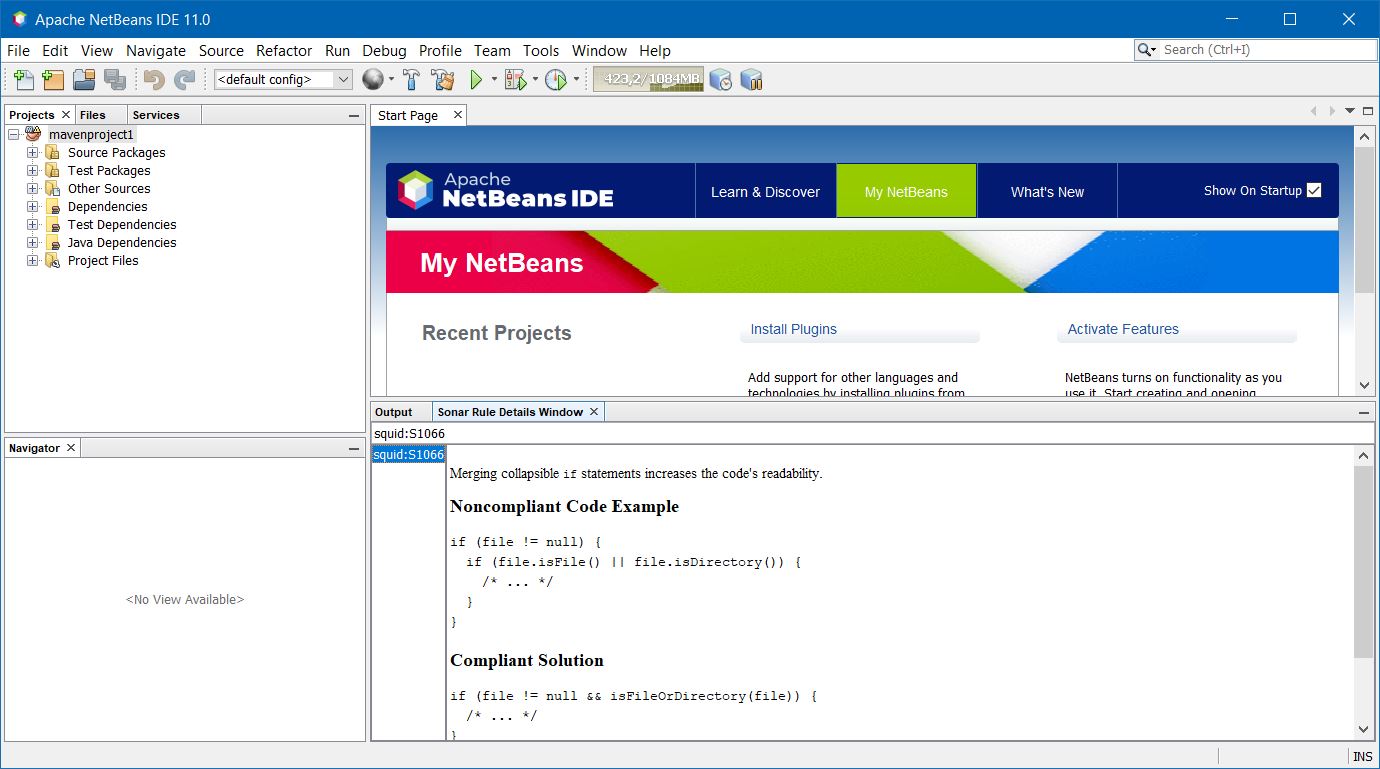 Apache NetBeans IDE 11.0
File Edit View Navigate Source Refactor Run Debug Profile Team Tools Window Help
Search (Ctrl+I)
<default config>
423,2/1084MB
Projects Files Services
mavenproject1
Source Packages
Test Packages
Other Sources
Dependencies
Test Dependencies
Java Dependencies
Project Files
Navigator
<No View Available>
Start Page
Apache
NetBeans IDE
Learn & Discover
My NetBeans
What's New
Show On Startup
My NetBeans
Recent Projects
Install Plugins
Activate Features
Add support for other languages and
technologies by installing plugins from
NetBeans turns on functionality as you
use it. Start creating and opening
Output Sonar Rule Details Window
squid:S1066
squid:S1066
Merging collapsible if statements increases the code's readability.
Noncompliant Code Example
if (file != null) {
  if (file.isFile() || file.isDirectory()) {
    /* ... */
  }
}
Compliant Solution
if (file != null && isFileOrDirectory(file)) {
  /* ... */
}
INS